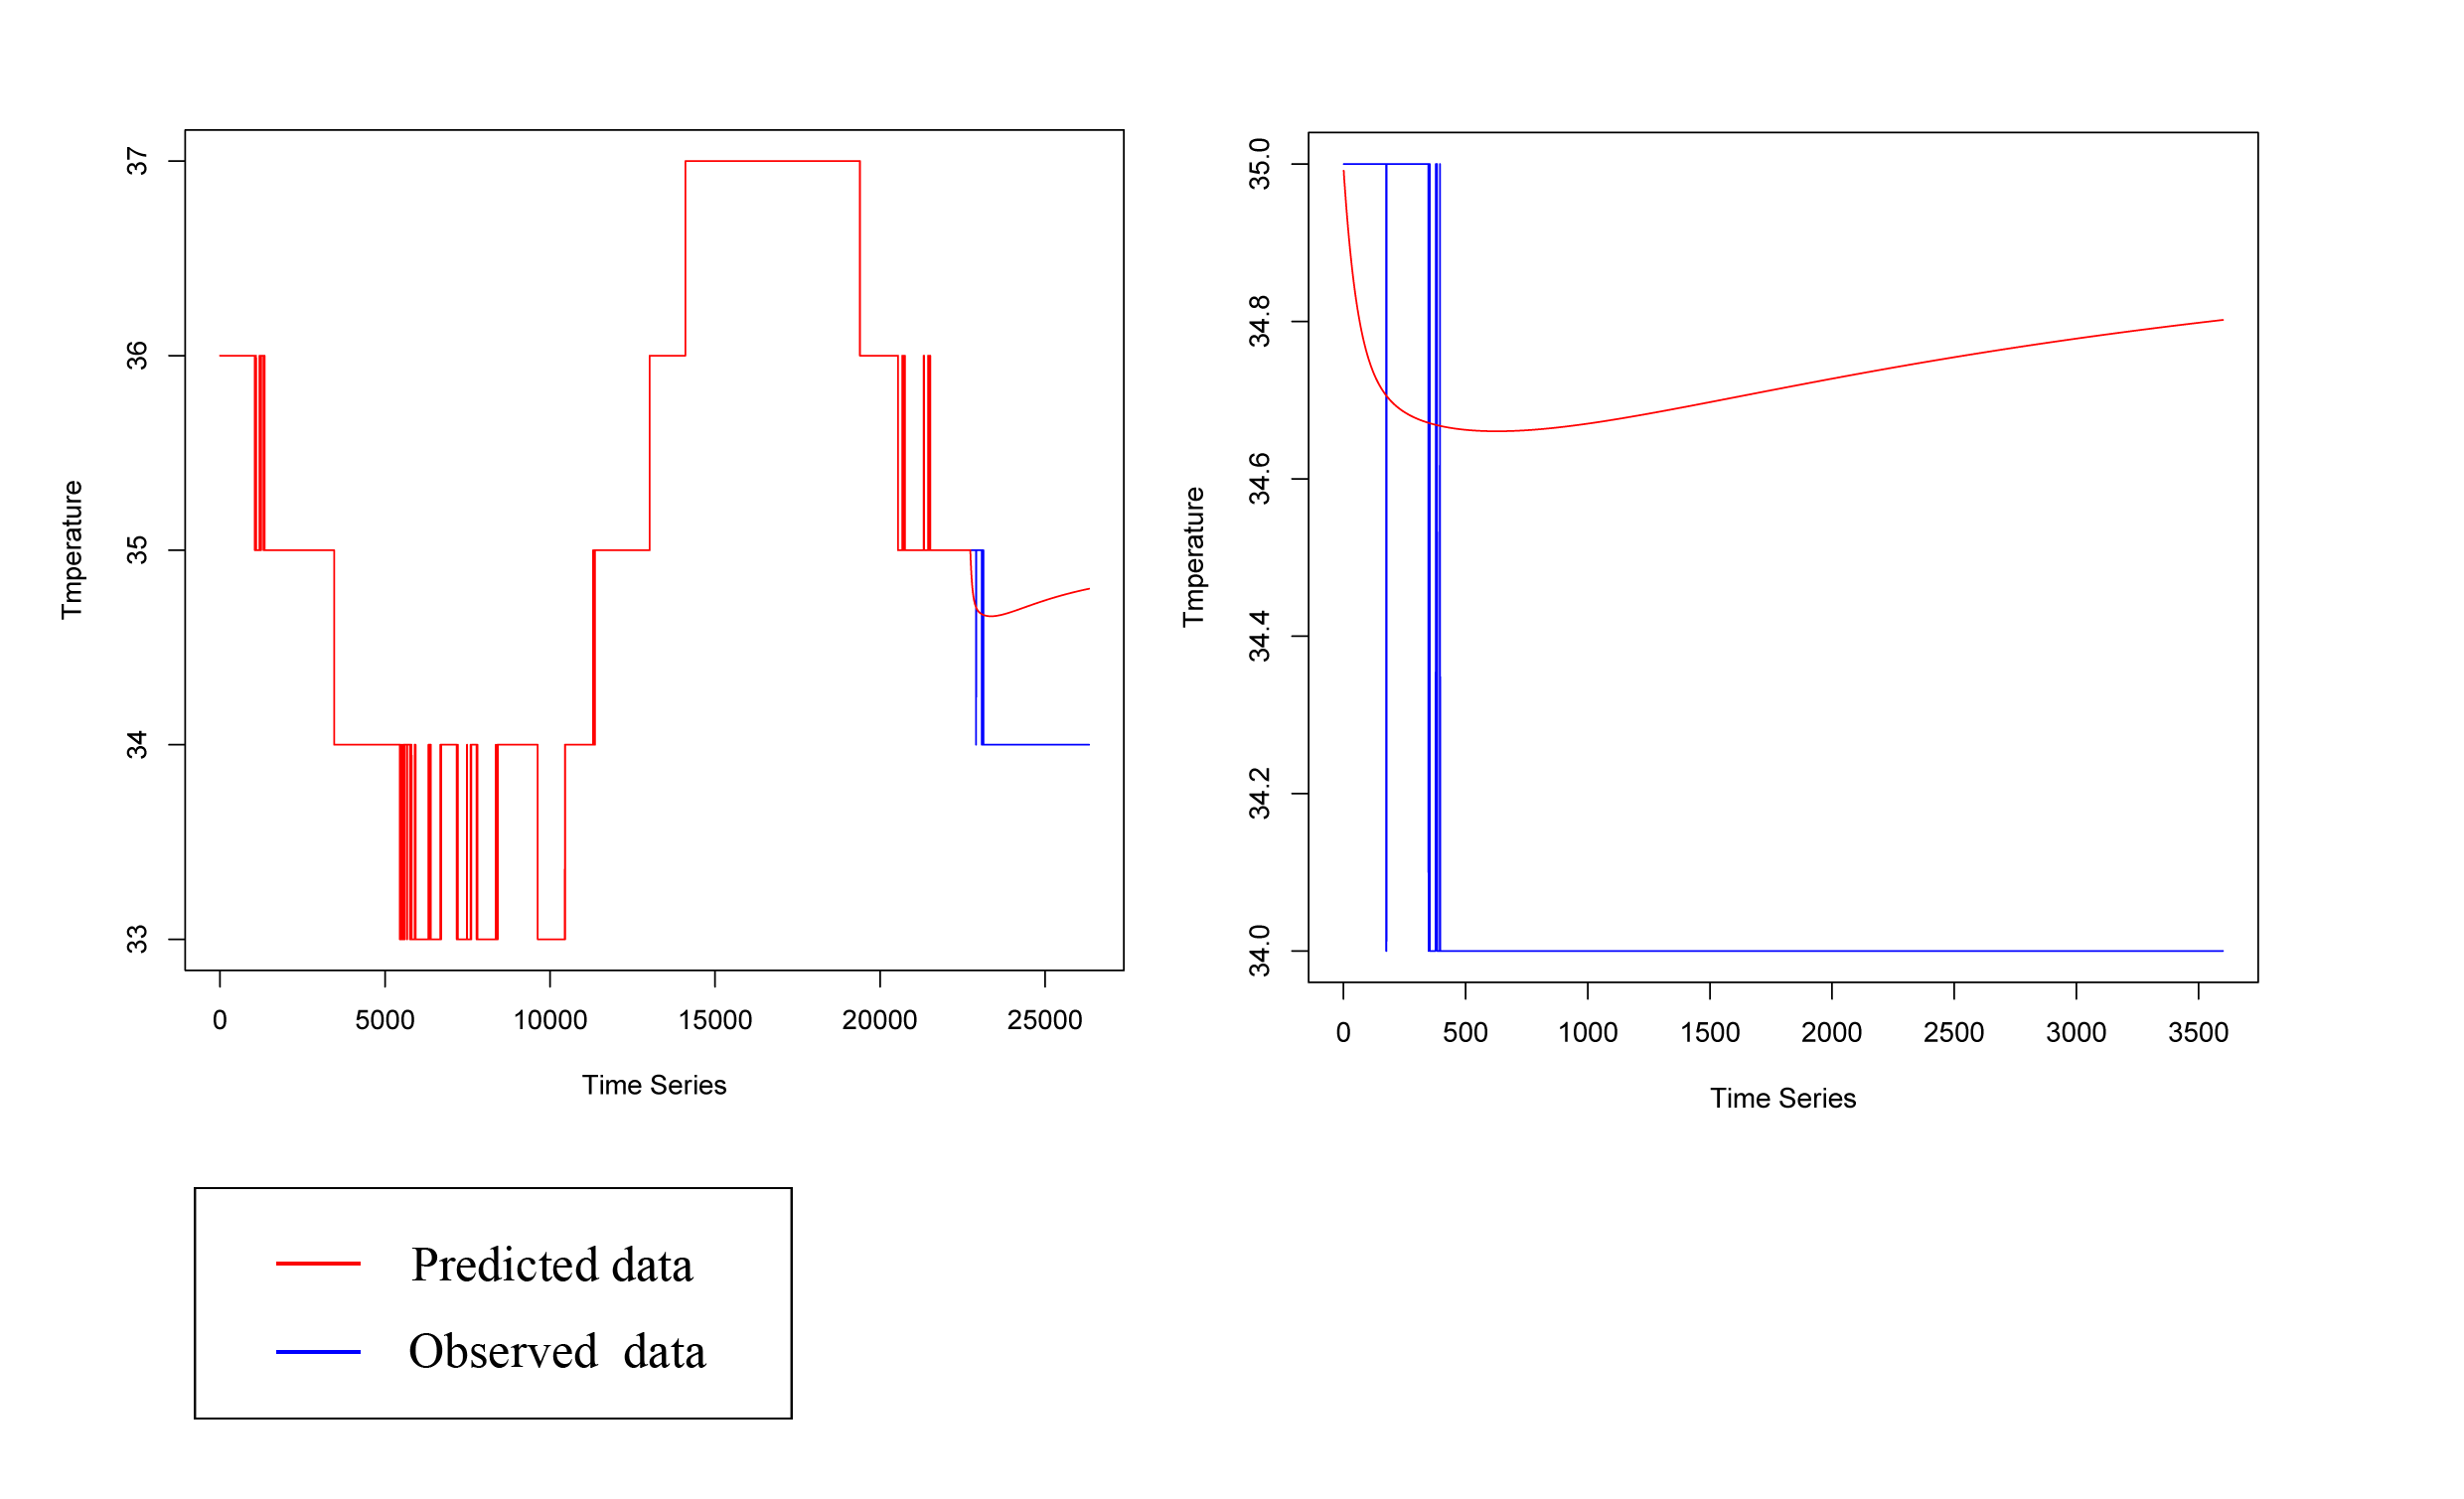 Tmperature
37
36
35
34
33
0 5000 10000 15000 20000 25000
Time Series
Tmperature
35.0
34.8
34.6
34.4
34.2
34.0
0 500 1000 1500 2000 2500 3000 3500
Time Series
Predicted data
Observed data